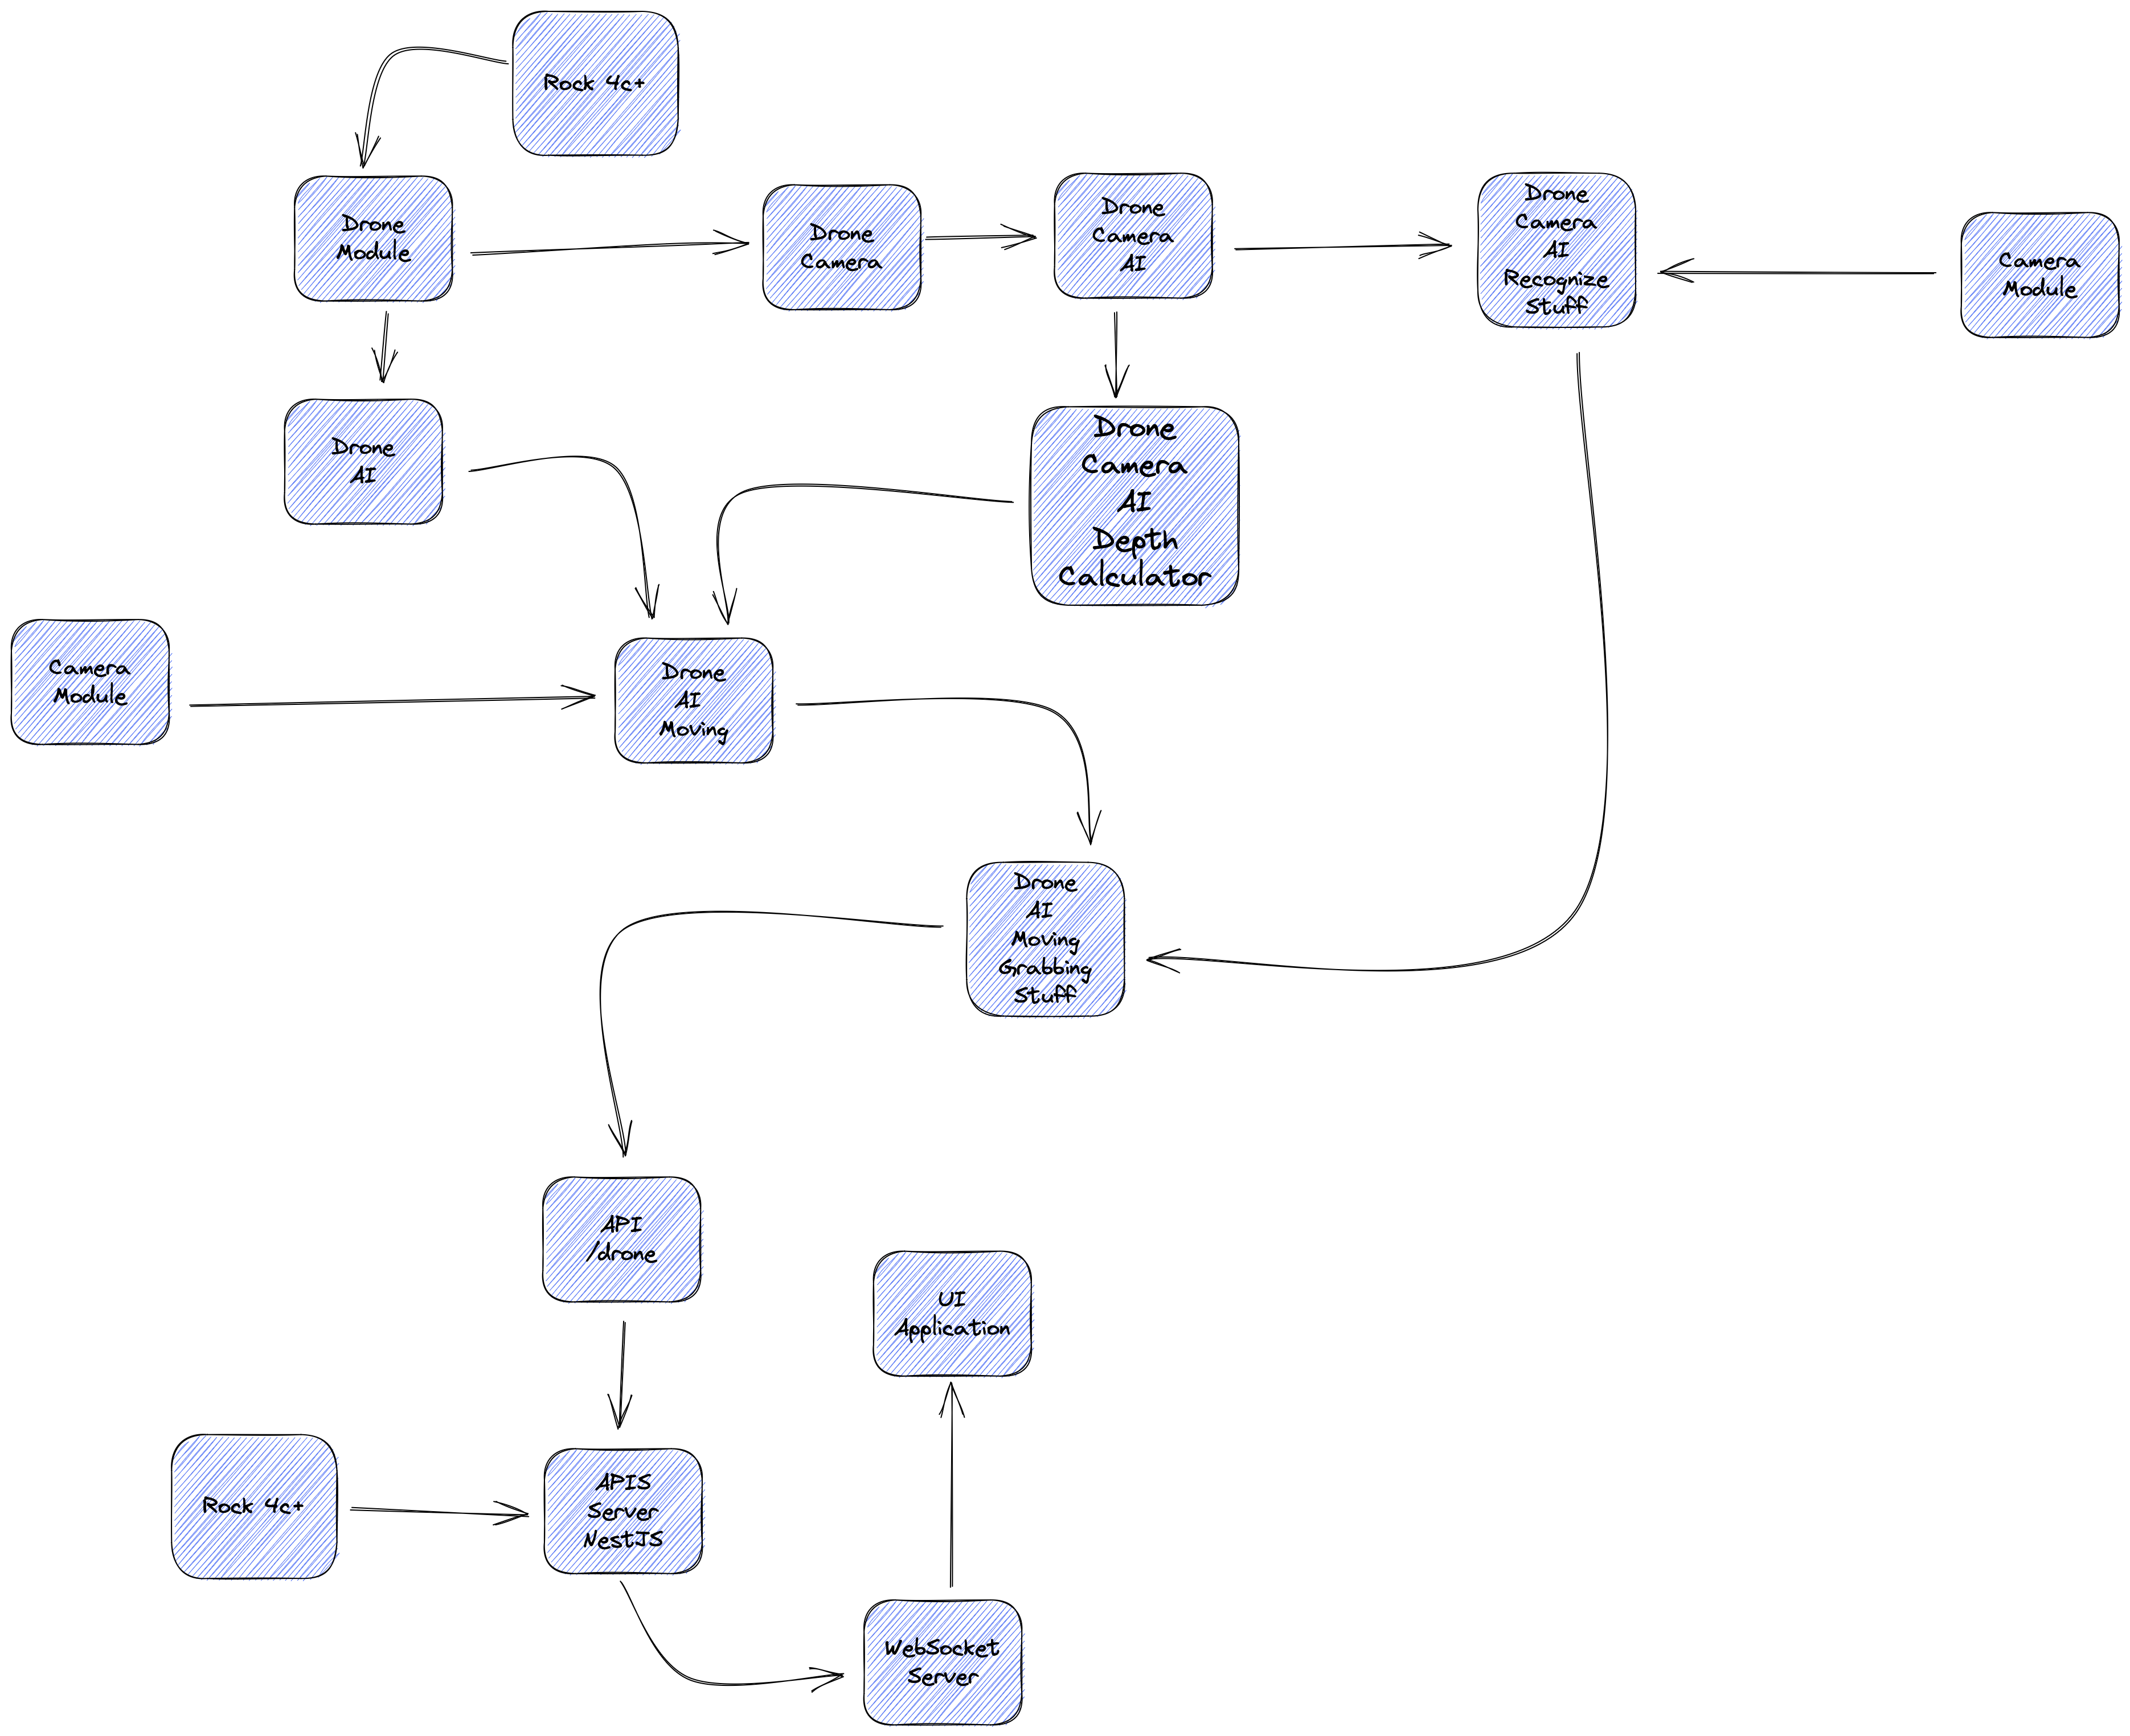 Rock 4c+
Drone
Module
Drone
Camera
Drone
Camera
AI
Drone
Camera
AI
Recognize
Stuff
Camera
Module
Drone
AI
Drone
Camera
AI
Depth
Calculator
Camera
Module
Drone
AI
Moving
Drone
AI
Moving
Grabbing
Stuff
API
/drone
UI
Application
Rock 4c+
APIS
Server
NestJS
WebSocket
Server